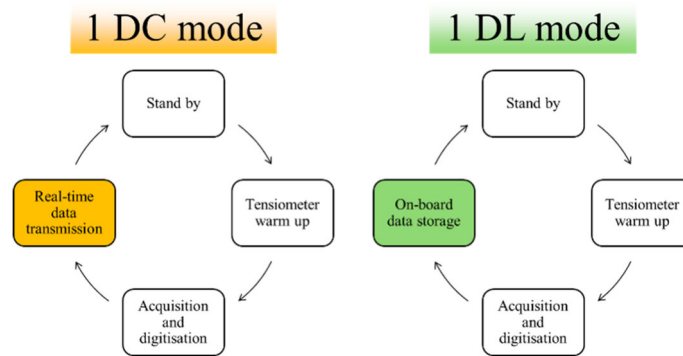 1 DC mode
Stand by
Tensiometer
warm up
Acquisition
and
digitisation
Real-time
data
transmission
1 DL mode
Stand by
Tensiometer
warm up
Acquisition
and
digitisation
On-board
data storage